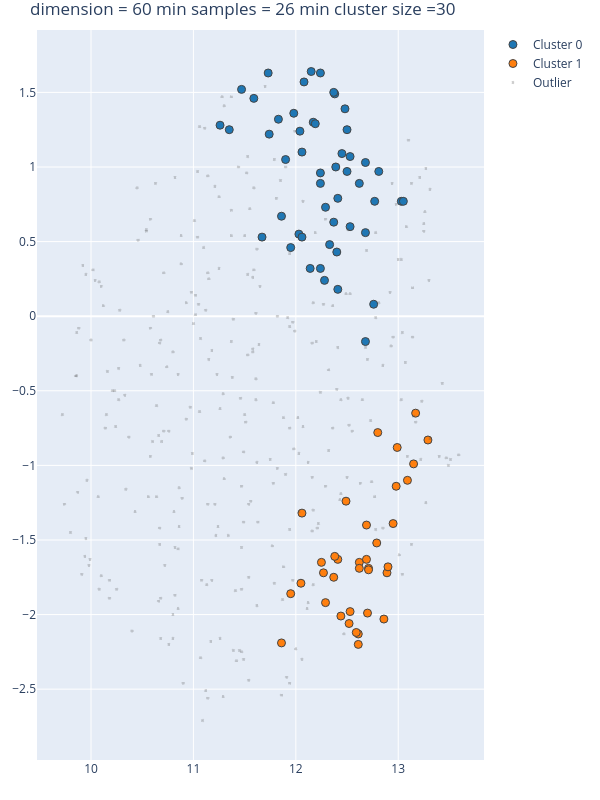 dimension = 60 min samples = 26 min cluster size =30
Cluster 0
Cluster 1
Outlier
1.5
1
0.5
0
−0.5
−1
−1.5
−2
−2.5
10 11 12 13